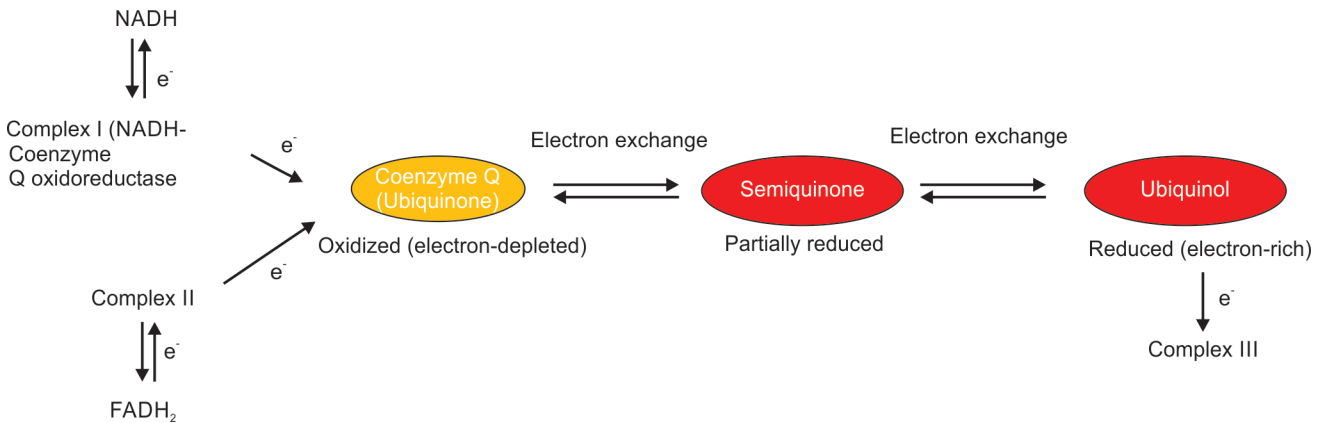 NADH
e⁻
Complex I (NADH-
Coenzyme
Q oxidoreductase
e⁻
Coenzyme Q
(Ubiquinone)
Oxidized (electron-depleted)
e⁻
Complex II
e⁻
FADH₂
Electron exchange
Semiquinone
Partially reduced
Electron exchange
Ubiquinol
Reduced (electron-rich)
e⁻
Complex III